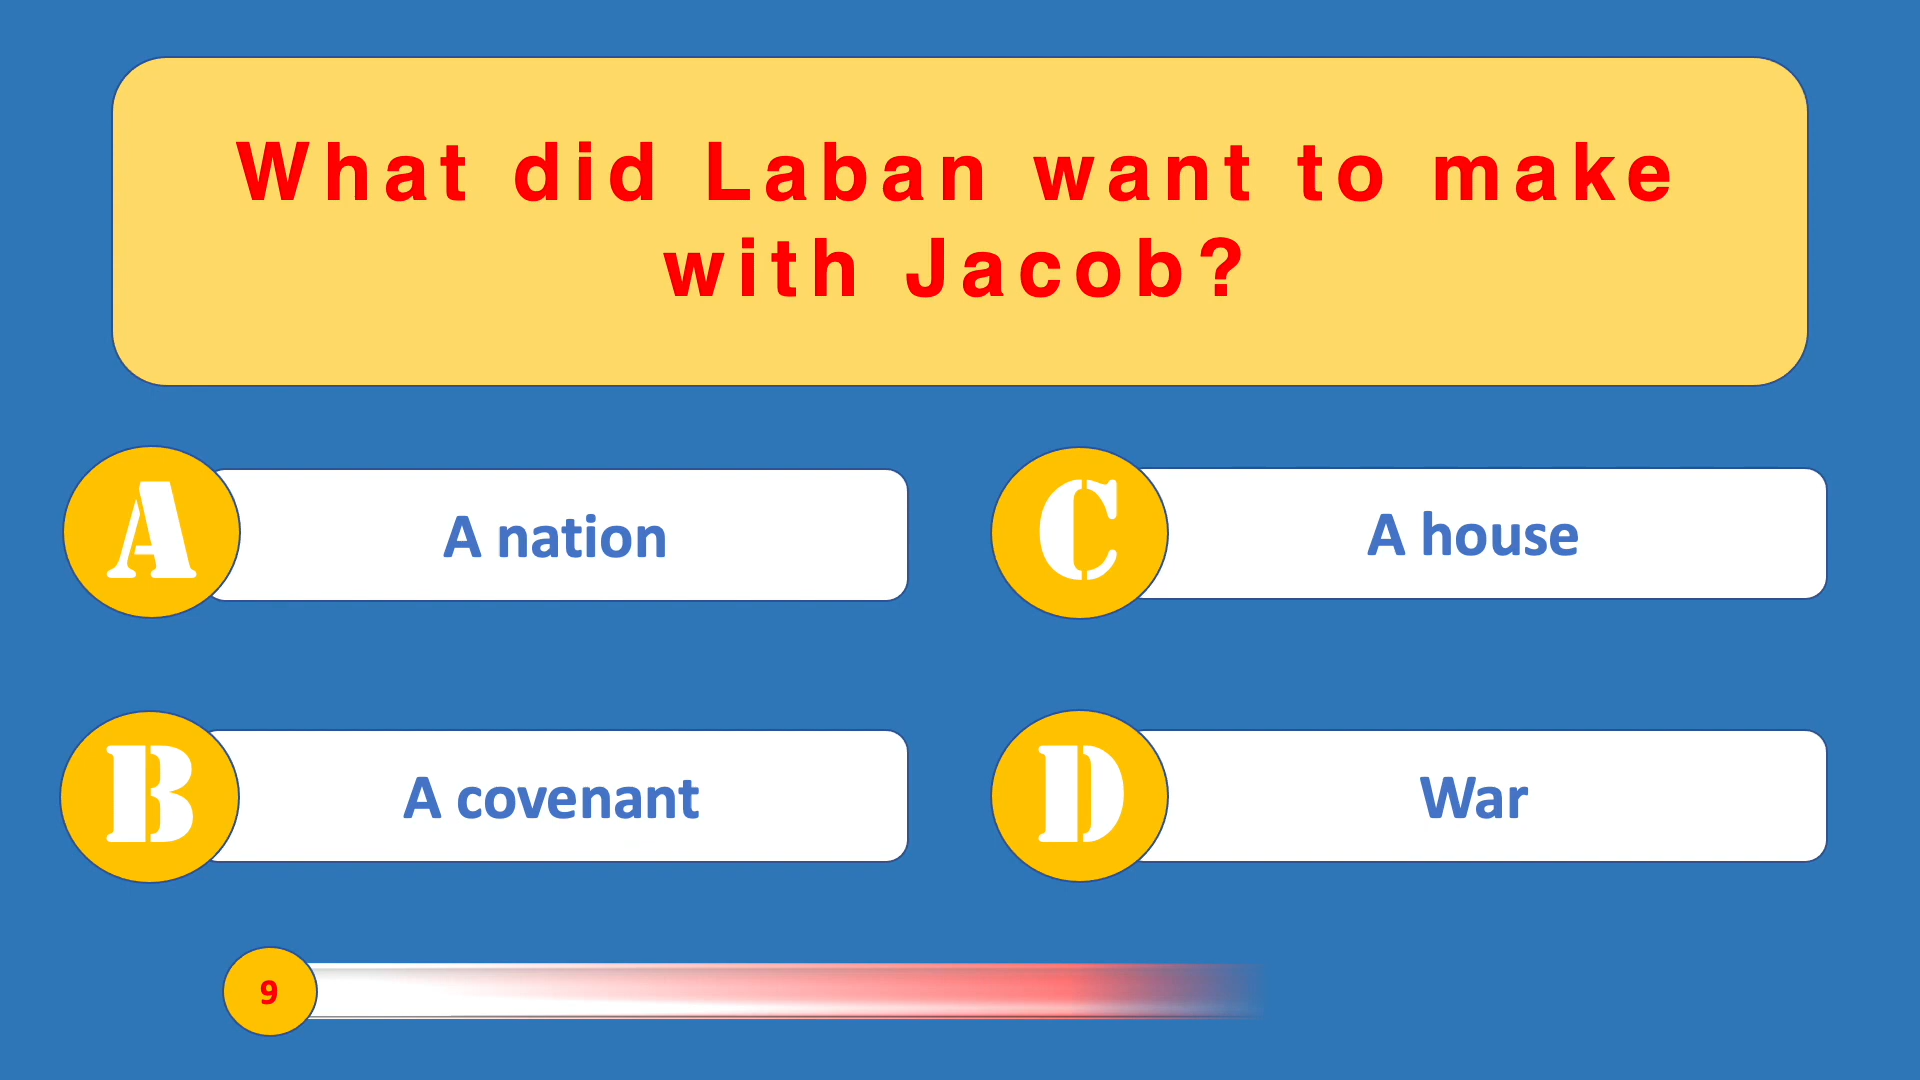 What did Laban want to make
with Jacob?
A
A nation
C
A house
B
A covenant
D
War
9